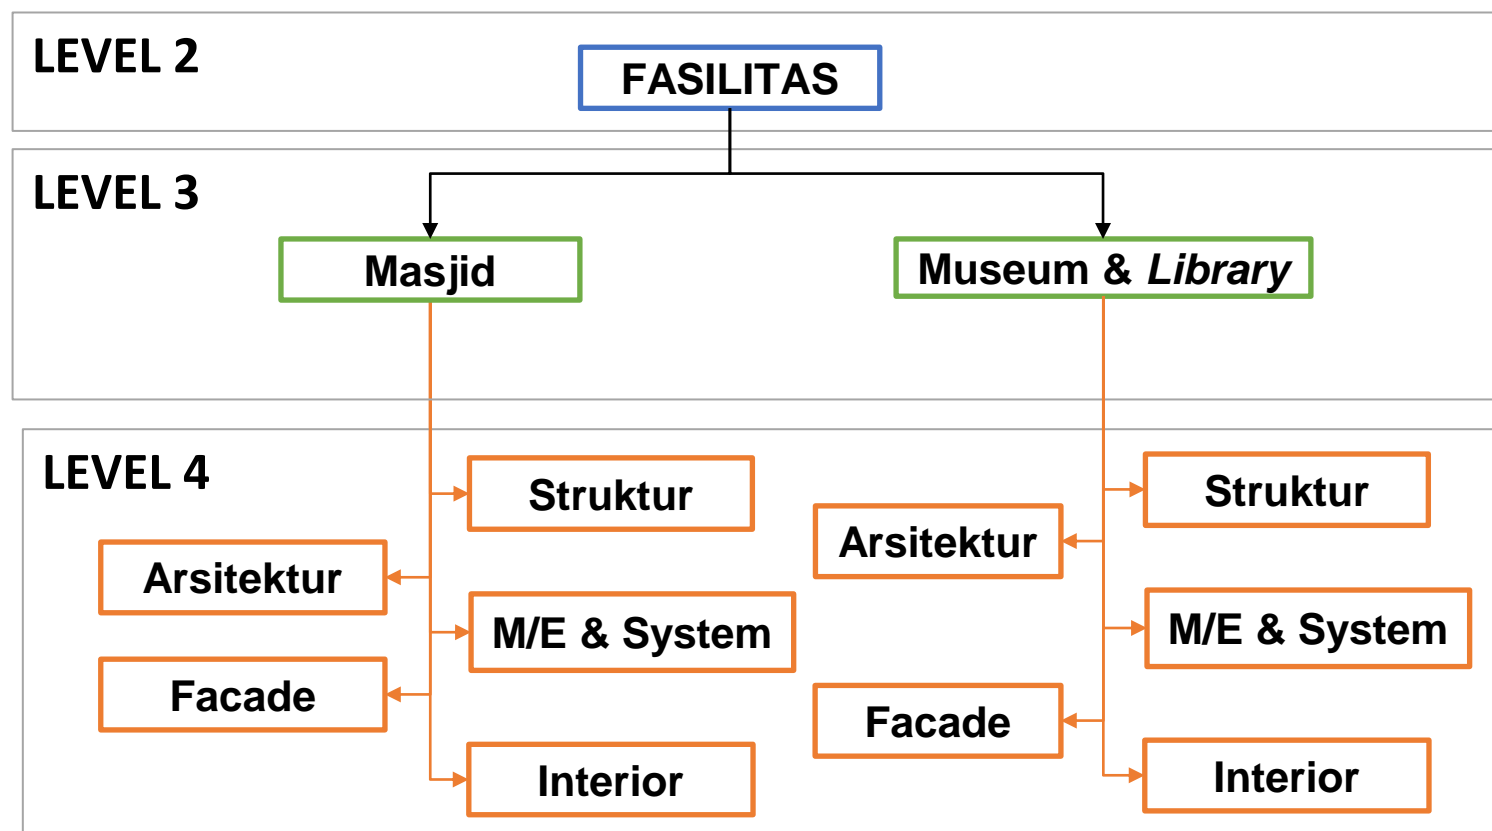 LEVEL 2
FASILITAS
LEVEL 3
Masjid
Museum & Library
LEVEL 4
Struktur
Arsitektur
M/E & System
Facade
Interior
Struktur
Arsitektur
M/E & System
Facade
Interior